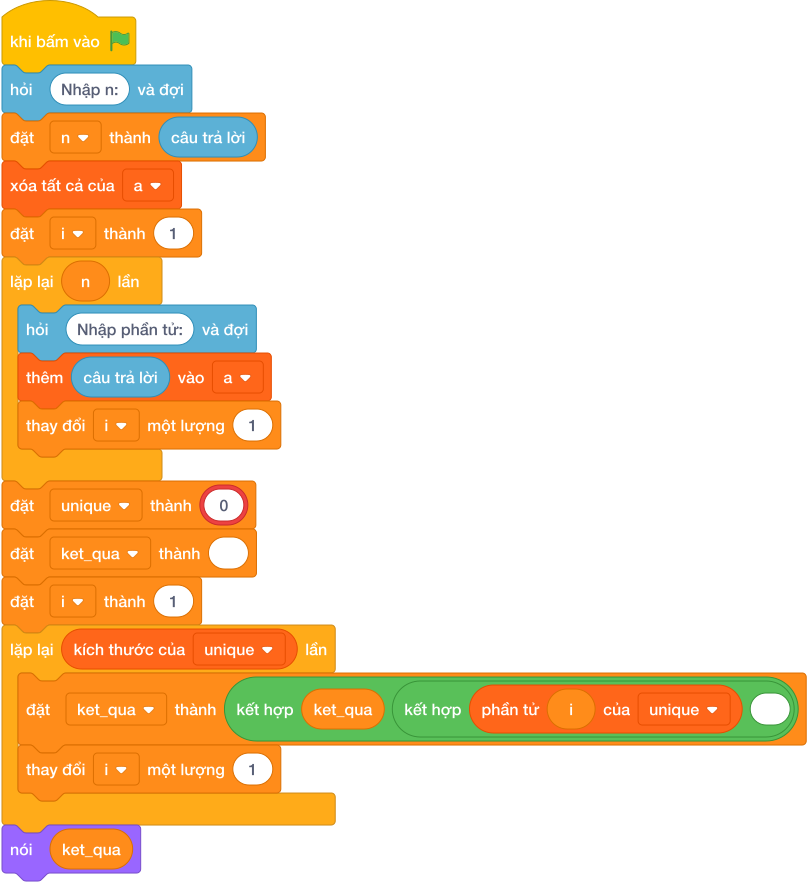 khi bấm vào
hỏi Nhập n: và đợi
đặt n thành câu trả lời
xóa tất cả của a
đặt i thành 1
lặp lại n lần
hỏi Nhập phần tử: và đợi
thêm câu trả lời vào a
thay đổi i một lượng 1
đặt unique thành 0
đặt ket_qua thành
đặt i thành 1
lặp lại kích thước của unique lần
đặt ket_qua thành kết hợp ket_qua kết hợp phần tử i của unique
thay đổi i một lượng 1
nói ket_qua